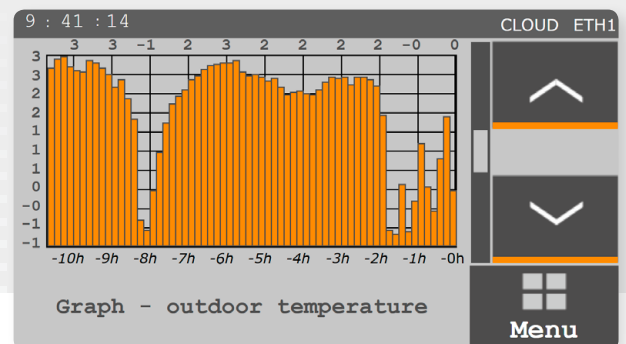 9 : 41 :14
CLOUD ETH1
3 3 -1 2 3 2 2 2 2 -0 0
3
3
2
2
1
1
1
0
-0
-1
-1
-10h -9h -8h -7h -6h -5h -4h -3h -2h -1h -0h
Graph - outdoor temperature
Menu